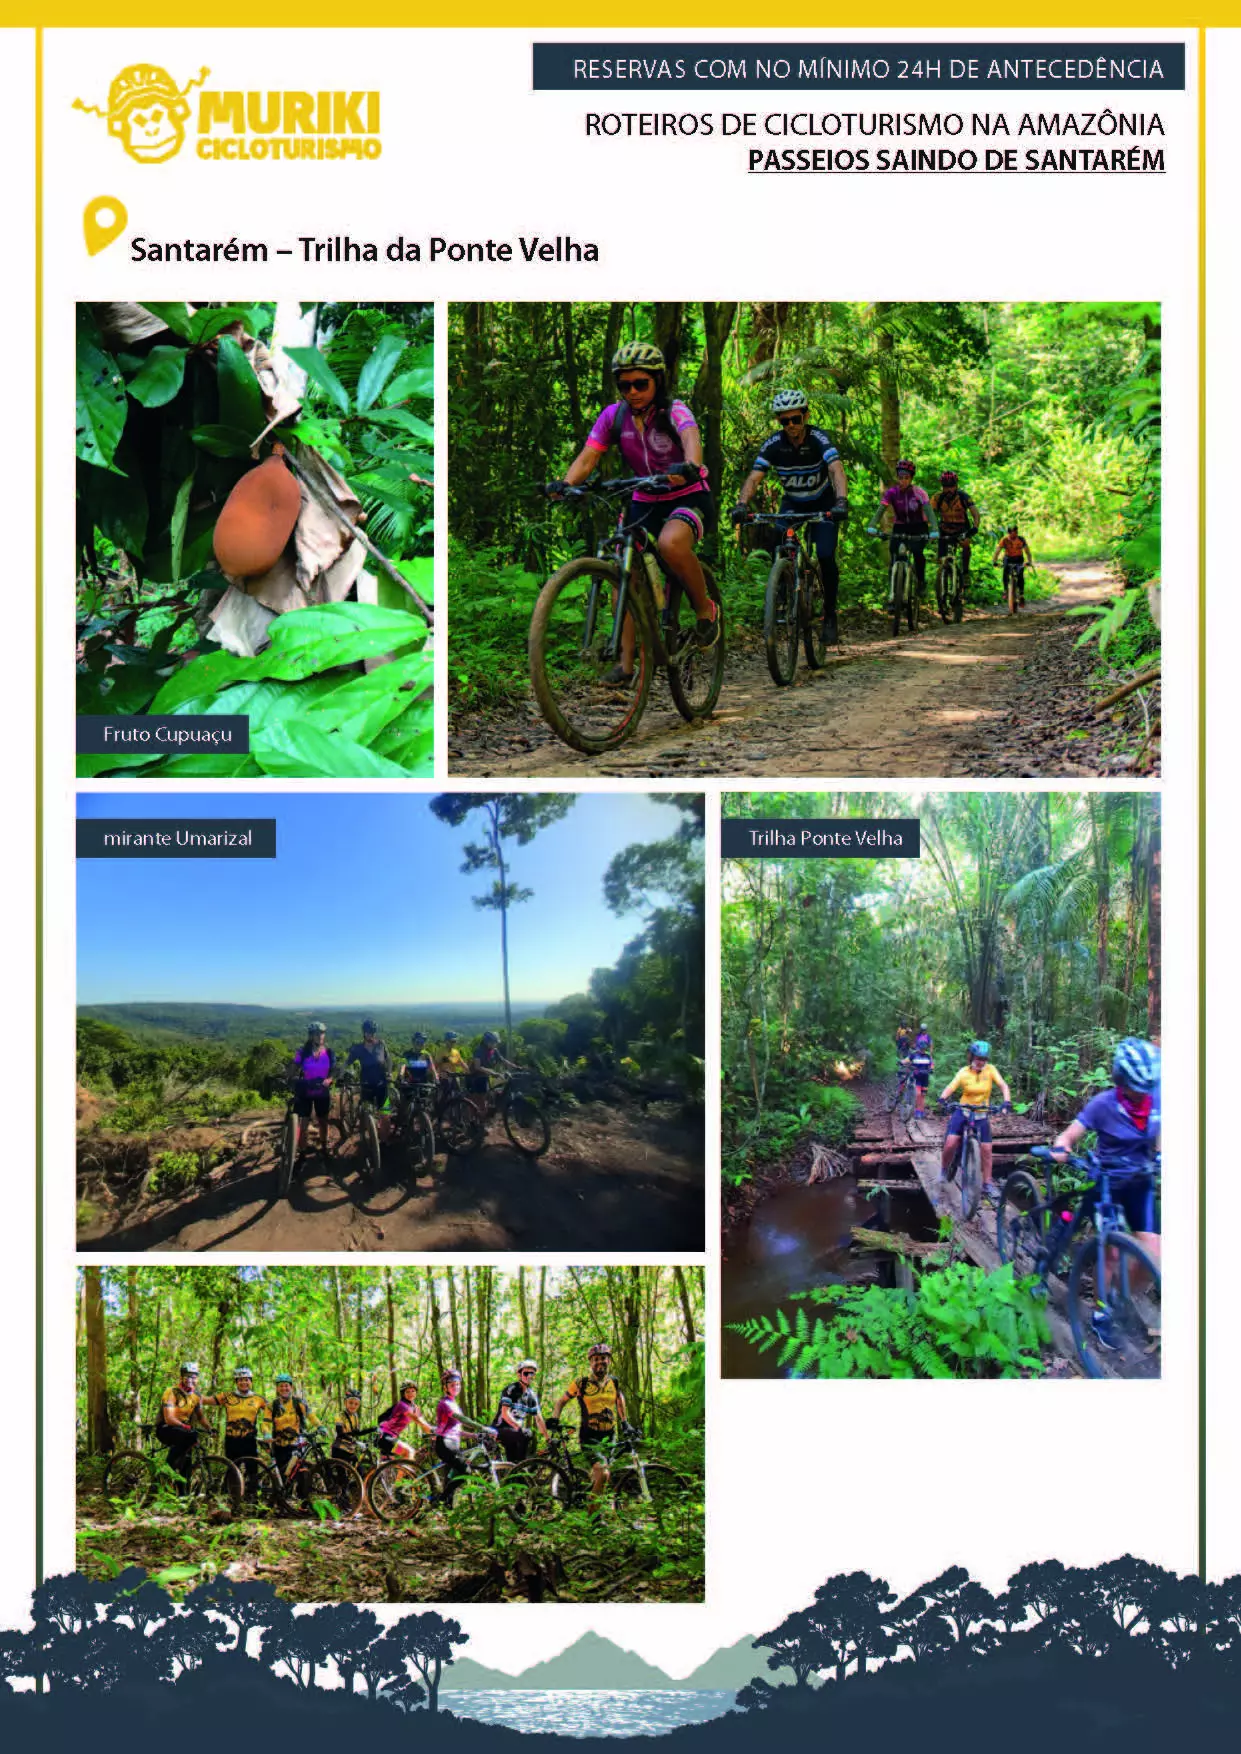 RESERVAS COM NO MÍNIMO 24H DE ANTECEDÊNCIA
MURIKI
CICLOTURISMO
ROTEIROS DE CICLOTURISMO NA AMAZÔNIA
PASSEIOS SAINDO DE SANTARÉM
Santarém – Trilha da Ponte Velha
CALOI
Fruto Cupuaçu
mirante Umarizal
Trilha Ponte Velha